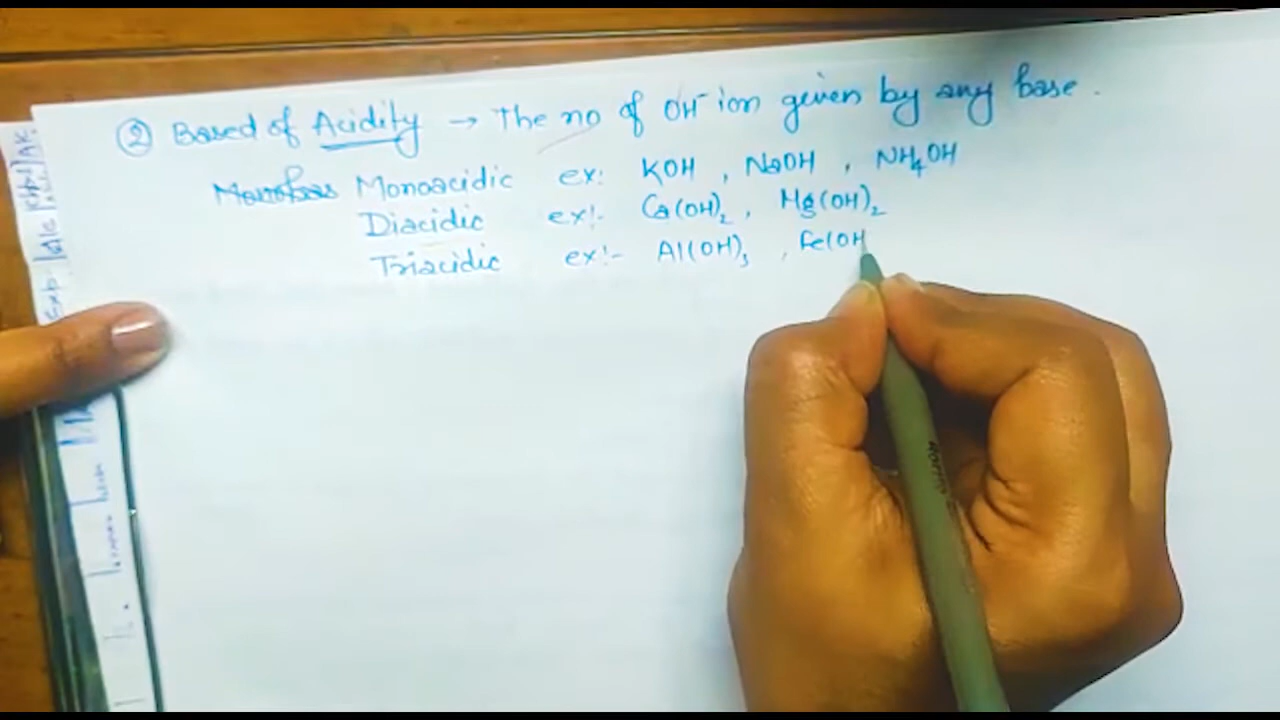 ② Based of Acidity → The no of OH⁻ ion given by any base.
Monoacidic ex: KOH, NaOH, NH₄OH
Diacidic ex:- Ca(OH)₂, Mg(OH)₂
Triacidic ex:- Al(OH)₃, Fe(OH